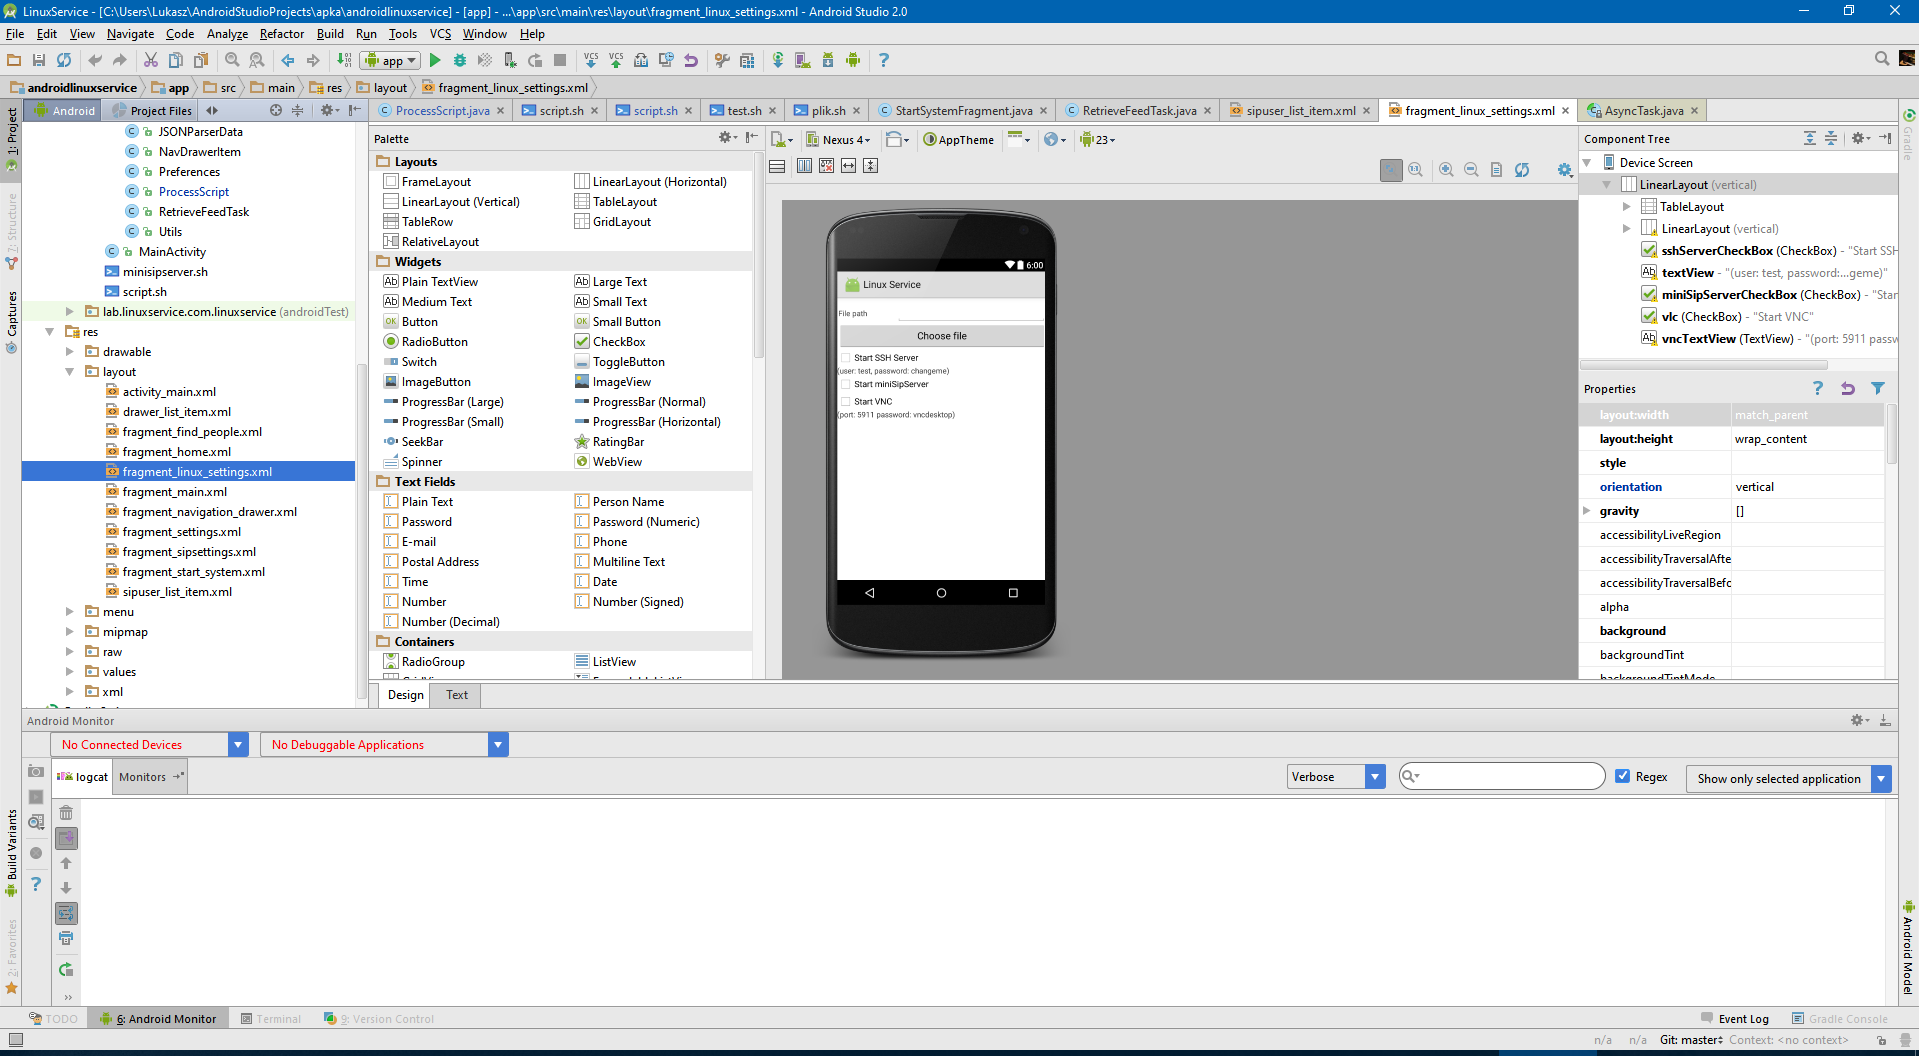 LinuxService - [C:\Users\Lukasz\AndroidStudioProjects\apka\androidlinuxservice] - [app] - ...\app\src\main\res\layout\fragment_linux_settings.xml - Android Studio 2.0
File Edit View Navigate Code Analyze Refactor Build Run Tools VCS Window Help
app
androidlinuxservice app src main res layout fragment_linux_settings.xml
Android Project Files
ProcessScript.java script.sh script.sh test.sh plik.sh StartSystemFragment.java RetrieveFeedTask.java sipuser_list_item.xml fragment_linux_settings.xml AsyncTask.java
1: Project
7: Structure
Captures
Build Variants
2: Favorites
JSONParserData
NavDrawerItem
Preferences
ProcessScript
RetrieveFeedTask
Utils
MainActivity
minisipserver.sh
script.sh
lab.linuxservice.com.linuxservice (androidTest)
res
drawable
layout
activity_main.xml
drawer_list_item.xml
fragment_find_people.xml
fragment_home.xml
fragment_linux_settings.xml
fragment_main.xml
fragment_navigation_drawer.xml
fragment_settings.xml
fragment_sipsettings.xml
fragment_start_system.xml
sipuser_list_item.xml
menu
mipmap
raw
values
xml
Palette
Layouts
FrameLayout LinearLayout (Horizontal)
LinearLayout (Vertical) TableLayout
TableRow GridLayout
RelativeLayout
Widgets
Plain TextView Large Text
Medium Text Small Text
Button Small Button
RadioButton CheckBox
Switch ToggleButton
ImageButton ImageView
ProgressBar (Large) ProgressBar (Normal)
ProgressBar (Small) ProgressBar (Horizontal)
SeekBar RatingBar
Spinner WebView
Text Fields
Plain Text Person Name
Password Password (Numeric)
E-mail Phone
Postal Address Multiline Text
Time Date
Number Number (Signed)
Number (Decimal)
Containers
RadioGroup ListView
Design Text
Nexus 4 AppTheme 23
6:00
Linux Service
File path
Choose file
Start SSH Server
(user: test, password: changeme)
Start miniSipServer
Start VNC
(port: 5911 password: vncdesktop)
Component Tree
Device Screen
LinearLayout (vertical)
TableLayout
LinearLayout (vertical)
sshServerCheckBox (CheckBox) - "Start SSH
textView - "(user: test, password:...geme)"
miniSipServerCheckBox (CheckBox) - "Star
vlc (CheckBox) - "Start VNC"
vncTextView (TextView) - "(port: 5911 passw
Properties
layout:width match_parent
layout:height wrap_content
style
orientation vertical
gravity []
accessibilityLiveRegion
accessibilityTraversalAfte
accessibilityTraversalBefo
alpha
background
backgroundTint
backgroundTintMode
Gradle
Android Model
Android Monitor
No Connected Devices No Debuggable Applications
logcat Monitors
Verbose Regex Show only selected application
TODO 6: Android Monitor Terminal 9: Version Control Event Log Gradle Console
n/a n/a Git: master Context: <no context>